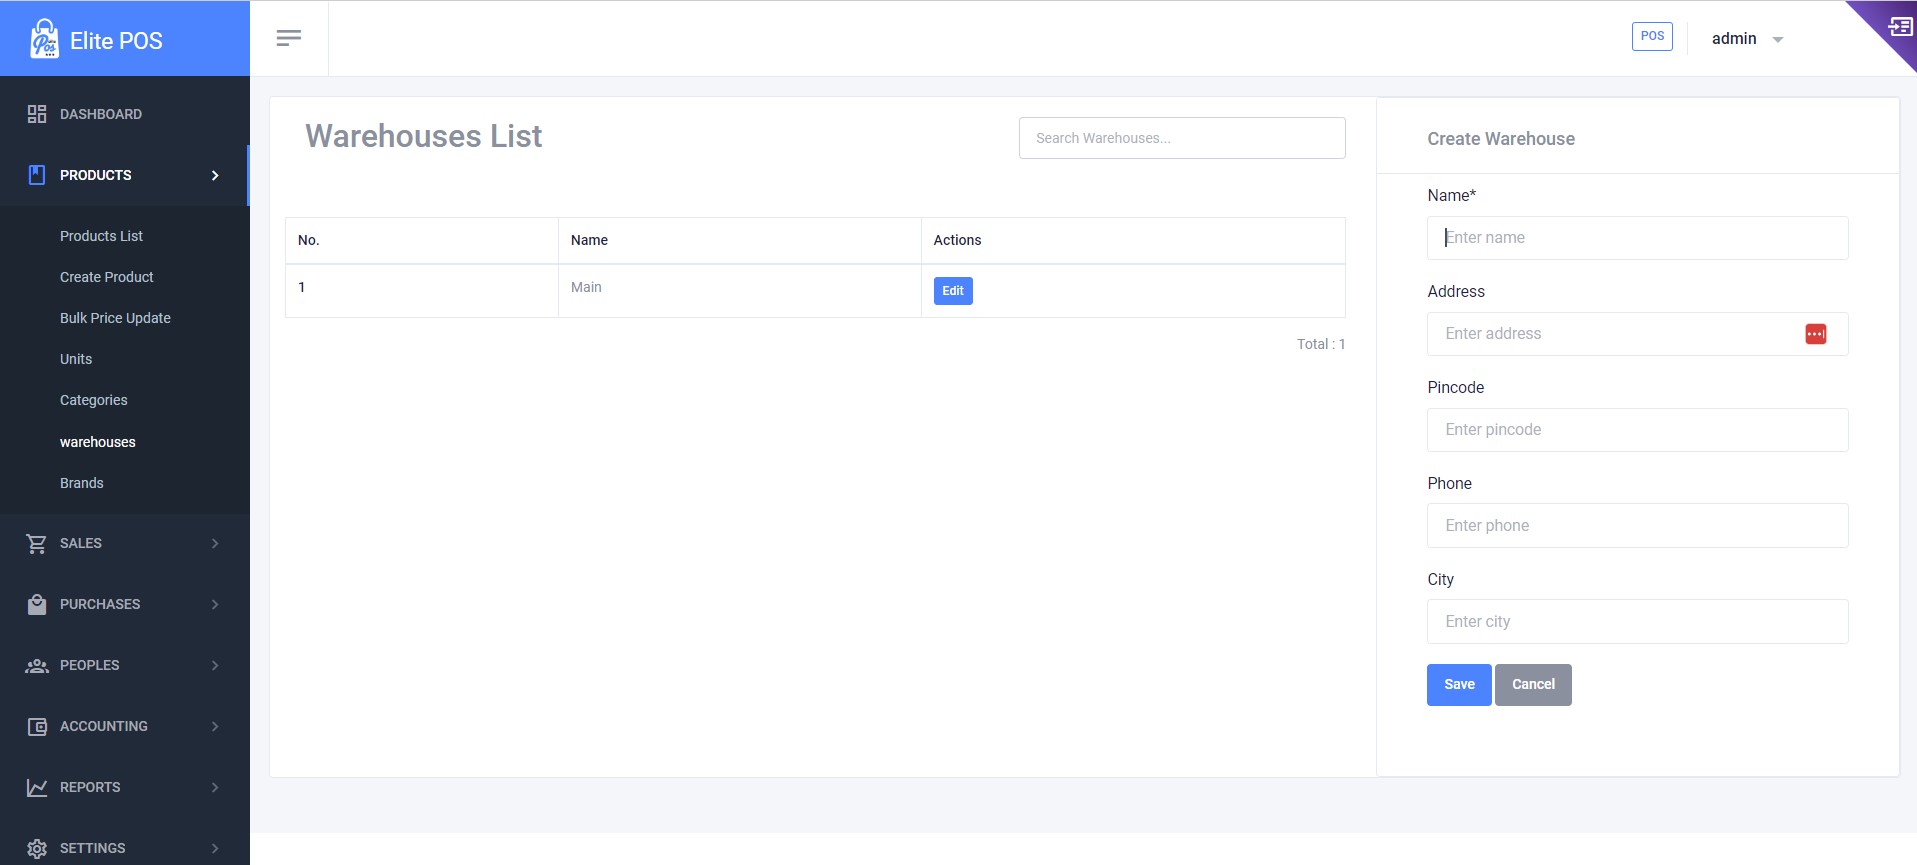 Elite POS
POS
admin
DASHBOARD
PRODUCTS
Products List
Create Product
Bulk Price Update
Units
Categories
warehouses
Brands
SALES
PURCHASES
PEOPLES
ACCOUNTING
REPORTS
SETTINGS
Warehouses List
Search Warehouses...
No. Name Actions
1 Main Edit
Total : 1
Create Warehouse
Name*
Enter name
Address
Enter address
Pincode
Enter pincode
Phone
Enter phone
City
Enter city
Save Cancel